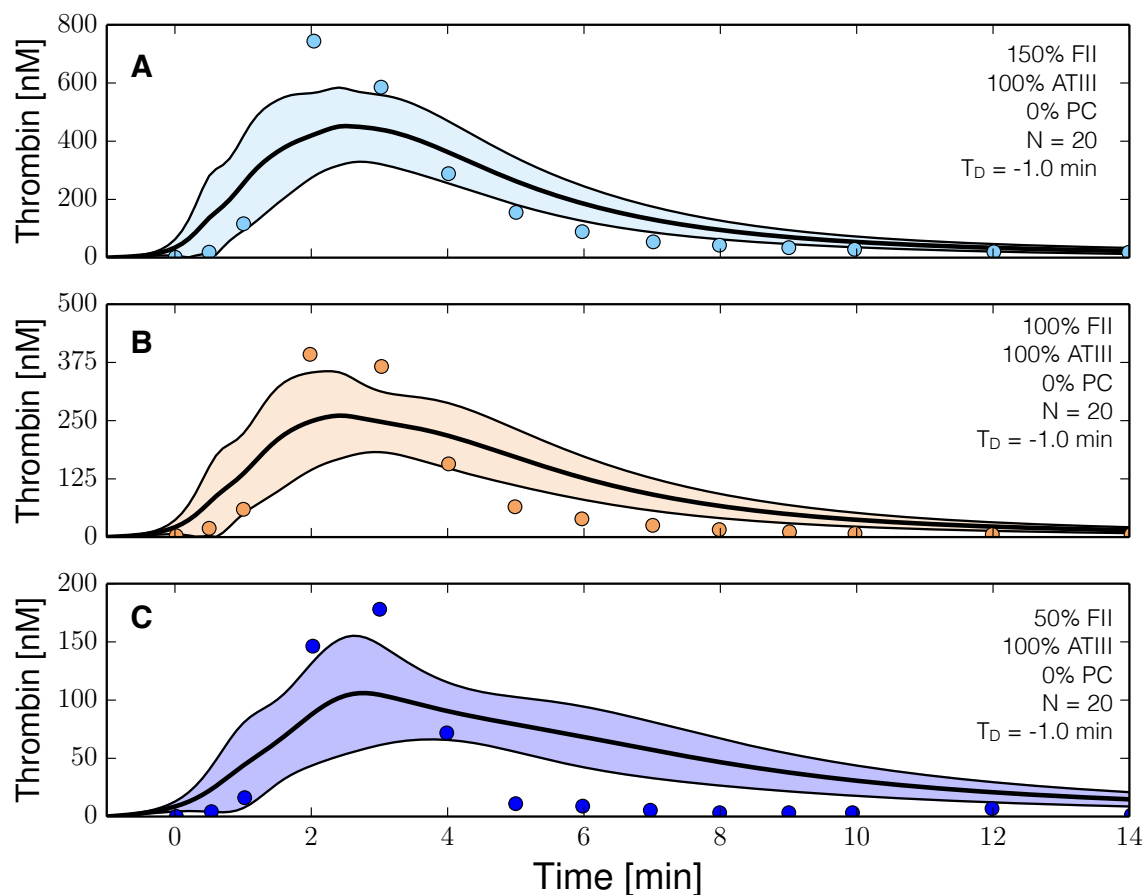 A
Thrombin [nM]
800
600
400
200
0
150% FII
100% ATIII
0% PC
N = 20
T_D = -1.0 min
B
Thrombin [nM]
500
375
250
125
0
100% FII
100% ATIII
0% PC
N = 20
T_D = -1.0 min
C
Thrombin [nM]
200
150
100
50
0
50% FII
100% ATIII
0% PC
N = 20
T_D = -1.0 min
0 2 4 6 8 10 12 14
Time [min]